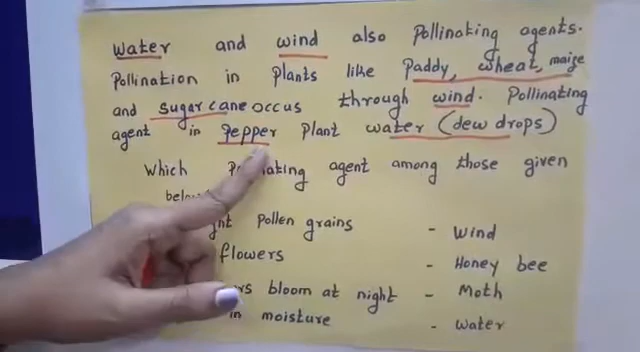 Water and wind also pollinating agents.
Pollination in plants like Paddy, wheat, maize
and sugar cane occus through wind. Pollinating
agent in pepper plant water (dew drops)
Which agent among those given
pollen grains - Wind
flowers - Honey bee
bloom at night - Moth
in moisture - water